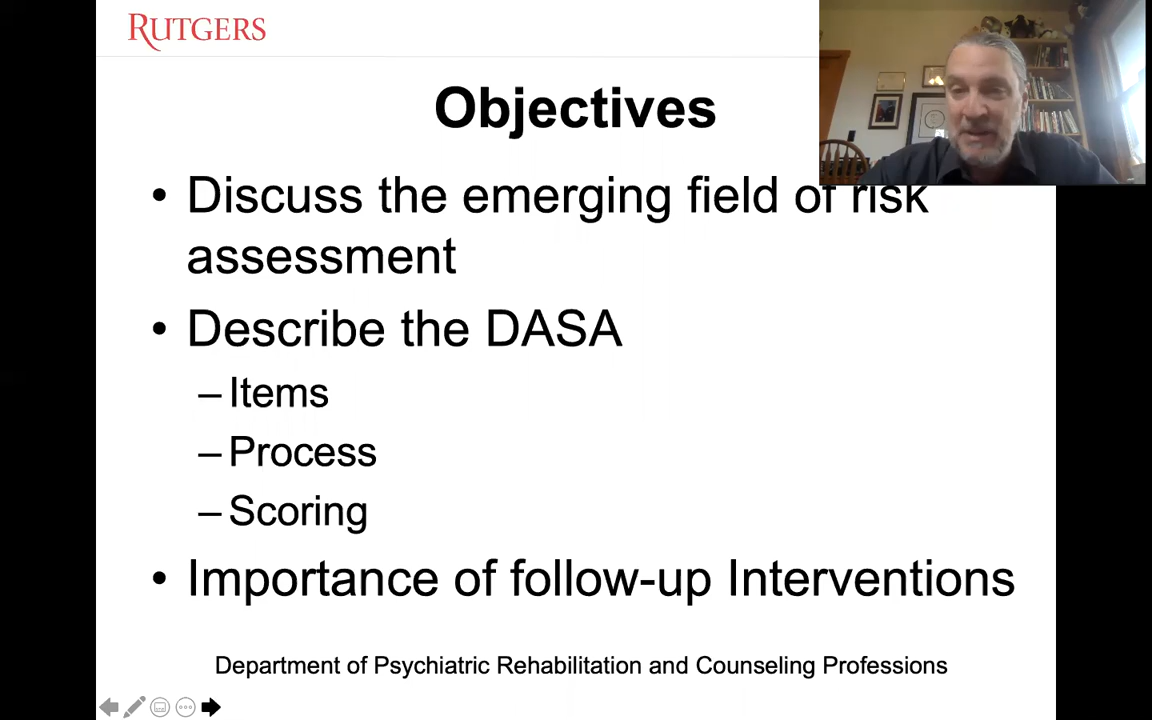 RUTGERS
Objectives
• Discuss the emerging field of risk
assessment
• Describe the DASA
– Items
– Process
– Scoring
• Importance of follow-up Interventions
Department of Psychiatric Rehabilitation and Counseling Professions